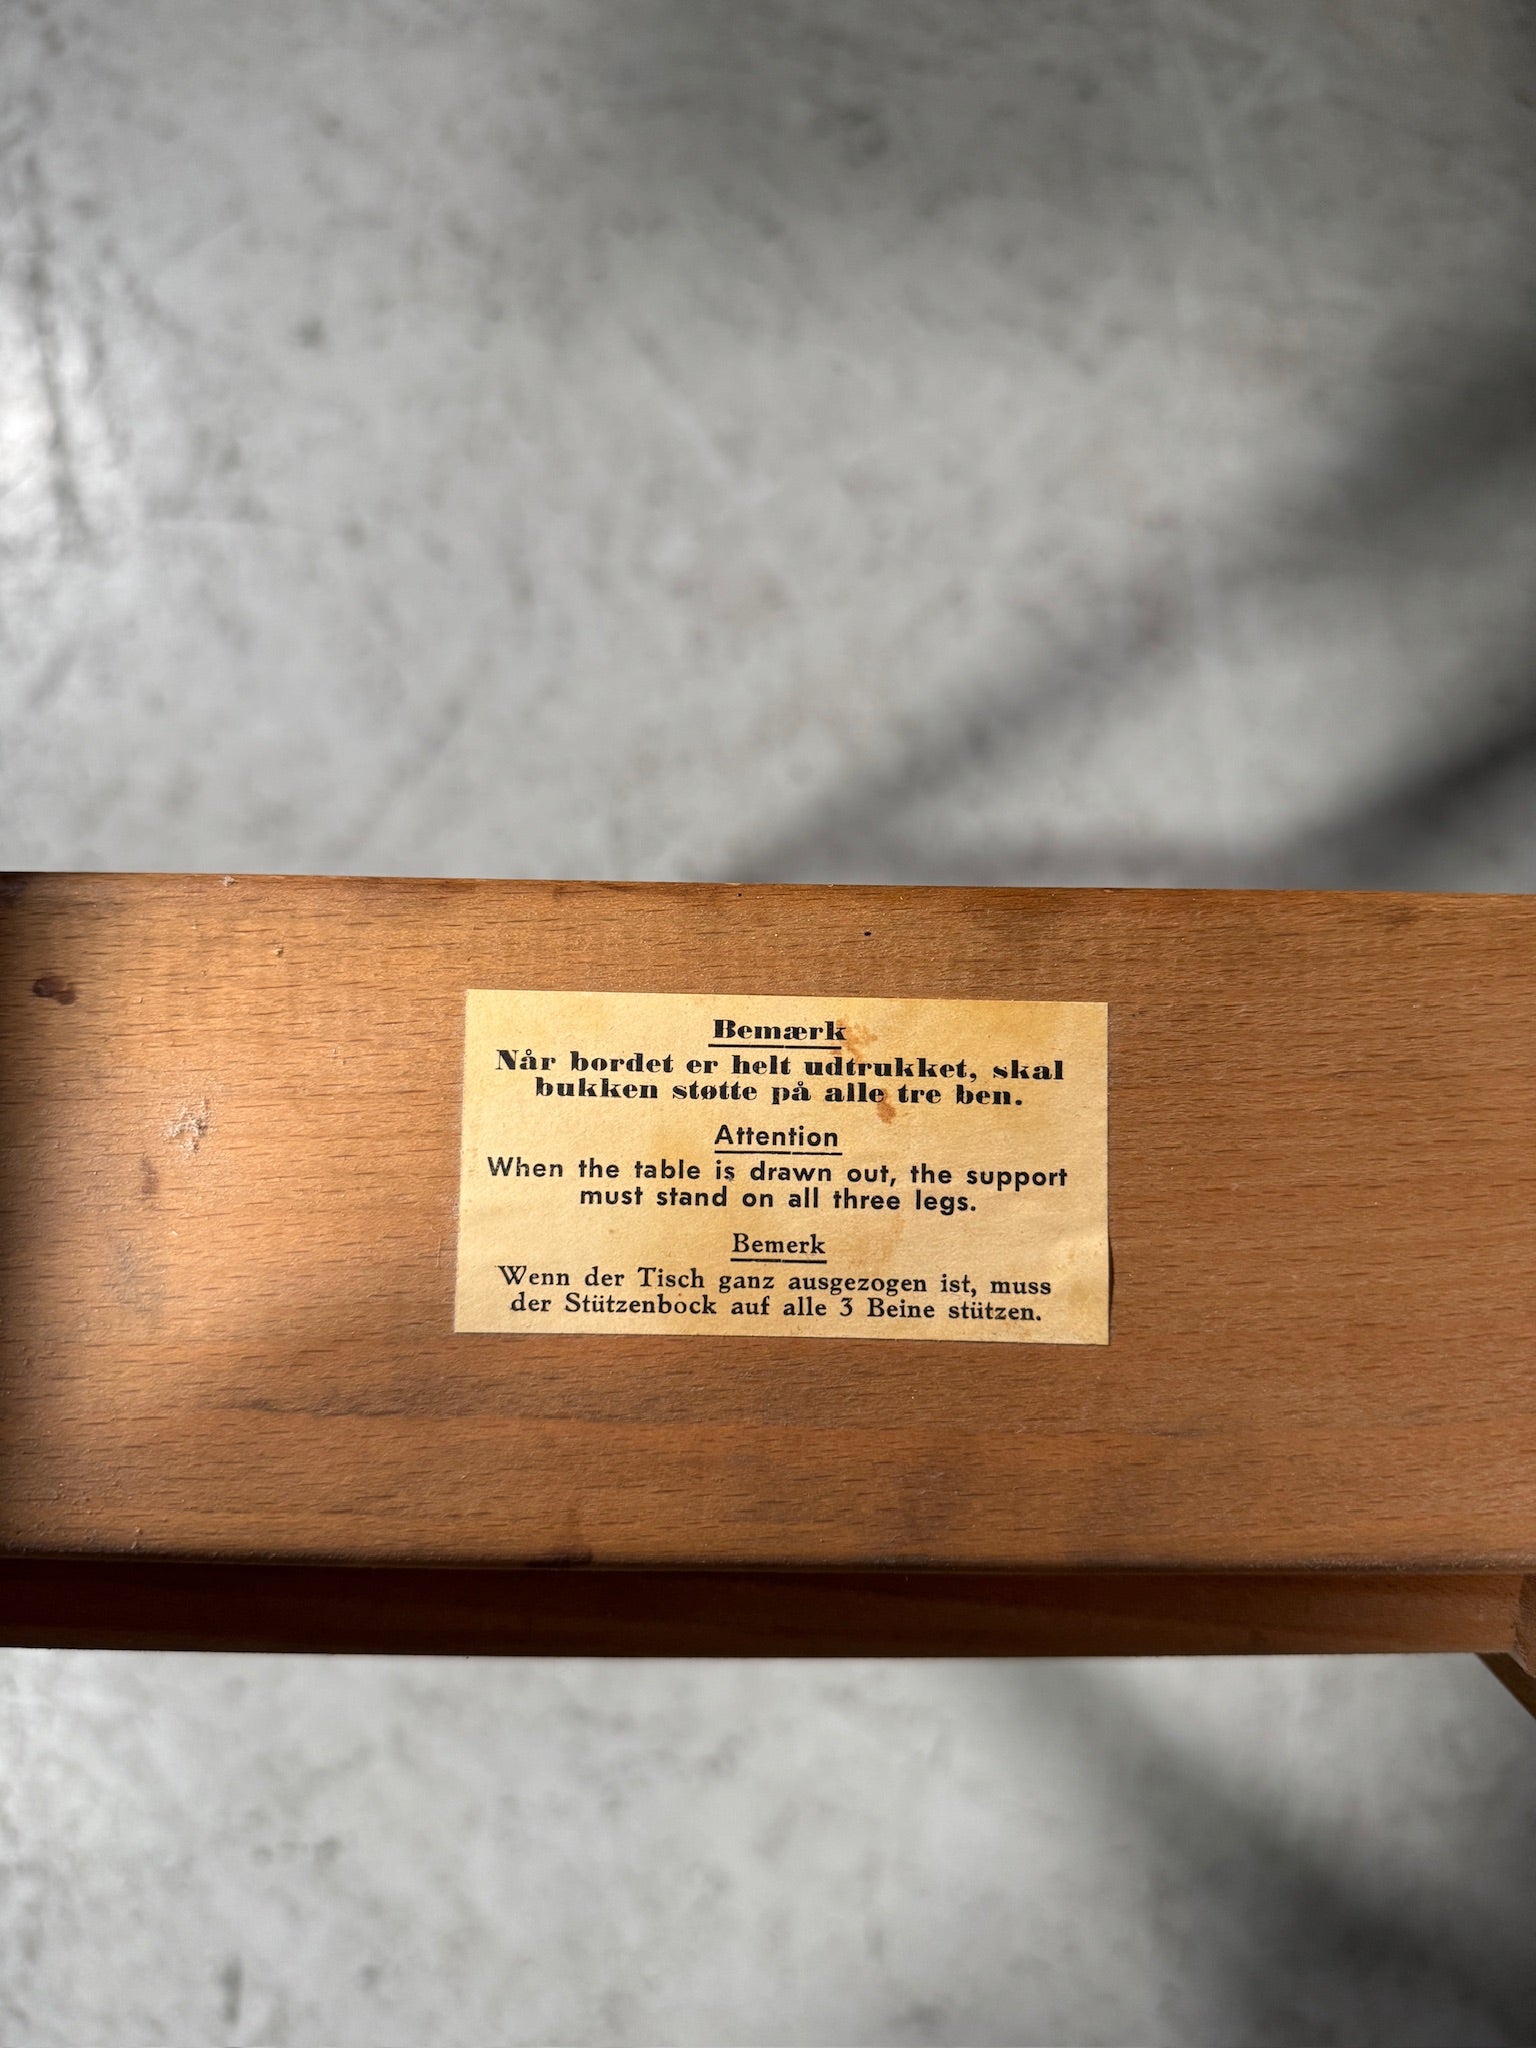 Bemærk
Når bordet er helt udtrukket, skal
bukken støtte på alle tre ben.
Attention
When the table is drawn out, the support
must stand on all three legs.
Bemerk
Wenn der Tisch ganz ausgezogen ist, muss
der Stützenbock auf alle 3 Beine stützen.